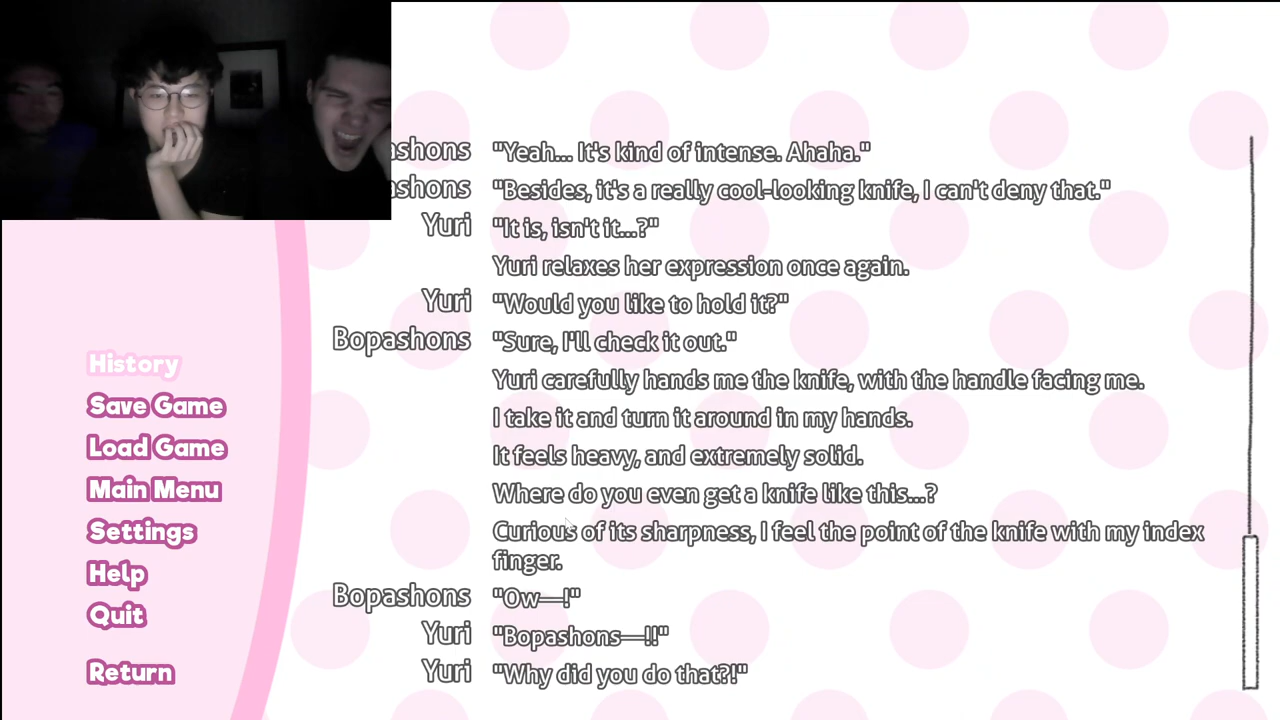 ashons "Yeah... It's kind of intense. Ahaha."
ashons "Besides, it's a really cool-looking knife, I can't deny that."
Yuri "It is, isn't it...?"
Yuri relaxes her expression once again.
Yuri "Would you like to hold it?"
Bopashons "Sure, I'll check it out."
Yuri carefully hands me the knife, with the handle facing me.
I take it and turn it around in my hands.
It feels heavy, and extremely solid.
Where do you even get a knife like this...?
Curious of its sharpness, I feel the point of the knife with my index
finger.
Bopashons "Ow—!"
Yuri "Bopashons—!!"
Yuri "Why did you do that?!"
History
Save Game
Load Game
Main Menu
Settings
Help
Quit
Return